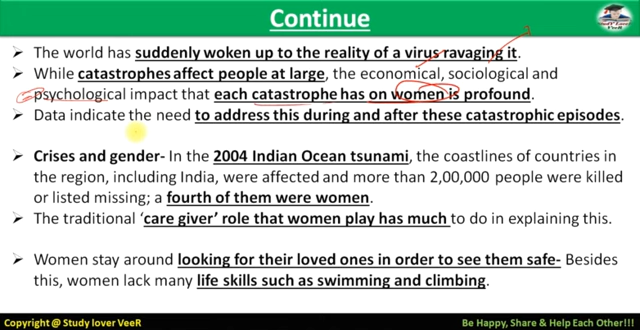 Continue
Study lover VeeR
➢ The world has suddenly woken up to the reality of a virus ravaging it.
➢ While catastrophes affect people at large, the economical, sociological and
psychological impact that each catastrophe has on women is profound.
➢ Data indicate the need to address this during and after these catastrophic episodes.
➢ Crises and gender- In the 2004 Indian Ocean tsunami, the coastlines of countries in
the region, including India, were affected and more than 2,00,000 people were killed
or listed missing; a fourth of them were women.
➢ The traditional ‘care giver’ role that women play has much to do in explaining this.
➢ Women stay around looking for their loved ones in order to see them safe- Besides
this, women lack many life skills such as swimming and climbing.
Copyright @ Study lover VeeR
Be Happy, Share & Help Each Other!!!